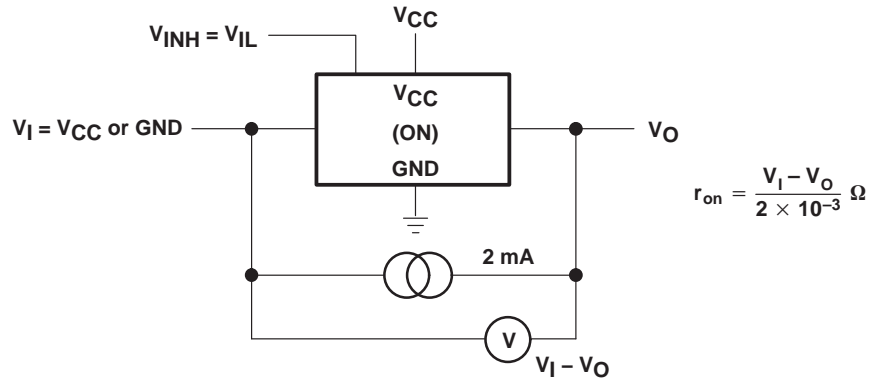 VCC
VINH = VIL
VCC
VI = VCC or GND
(ON)
VO
GND
ron = VI – VO / 2 × 10–3 Ω
2 mA
V
VI – VO